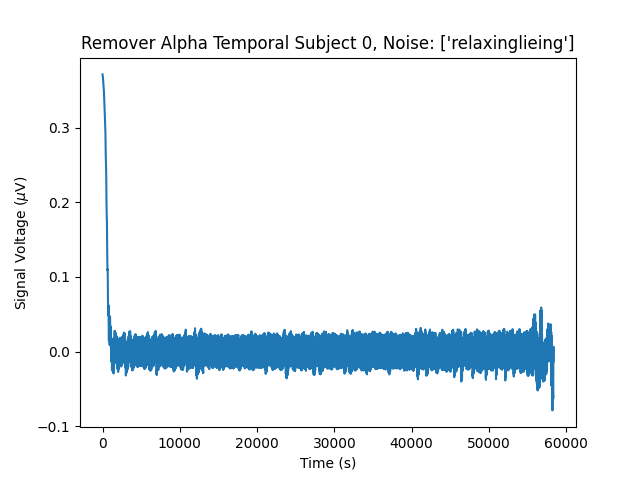 Remover Alpha Temporal Subject 0, Noise: ['relaxinglieing']
Signal Voltage (μV)
0.3
0.2
0.1
0.0
−0.1
0 10000 20000 30000 40000 50000 60000
Time (s)